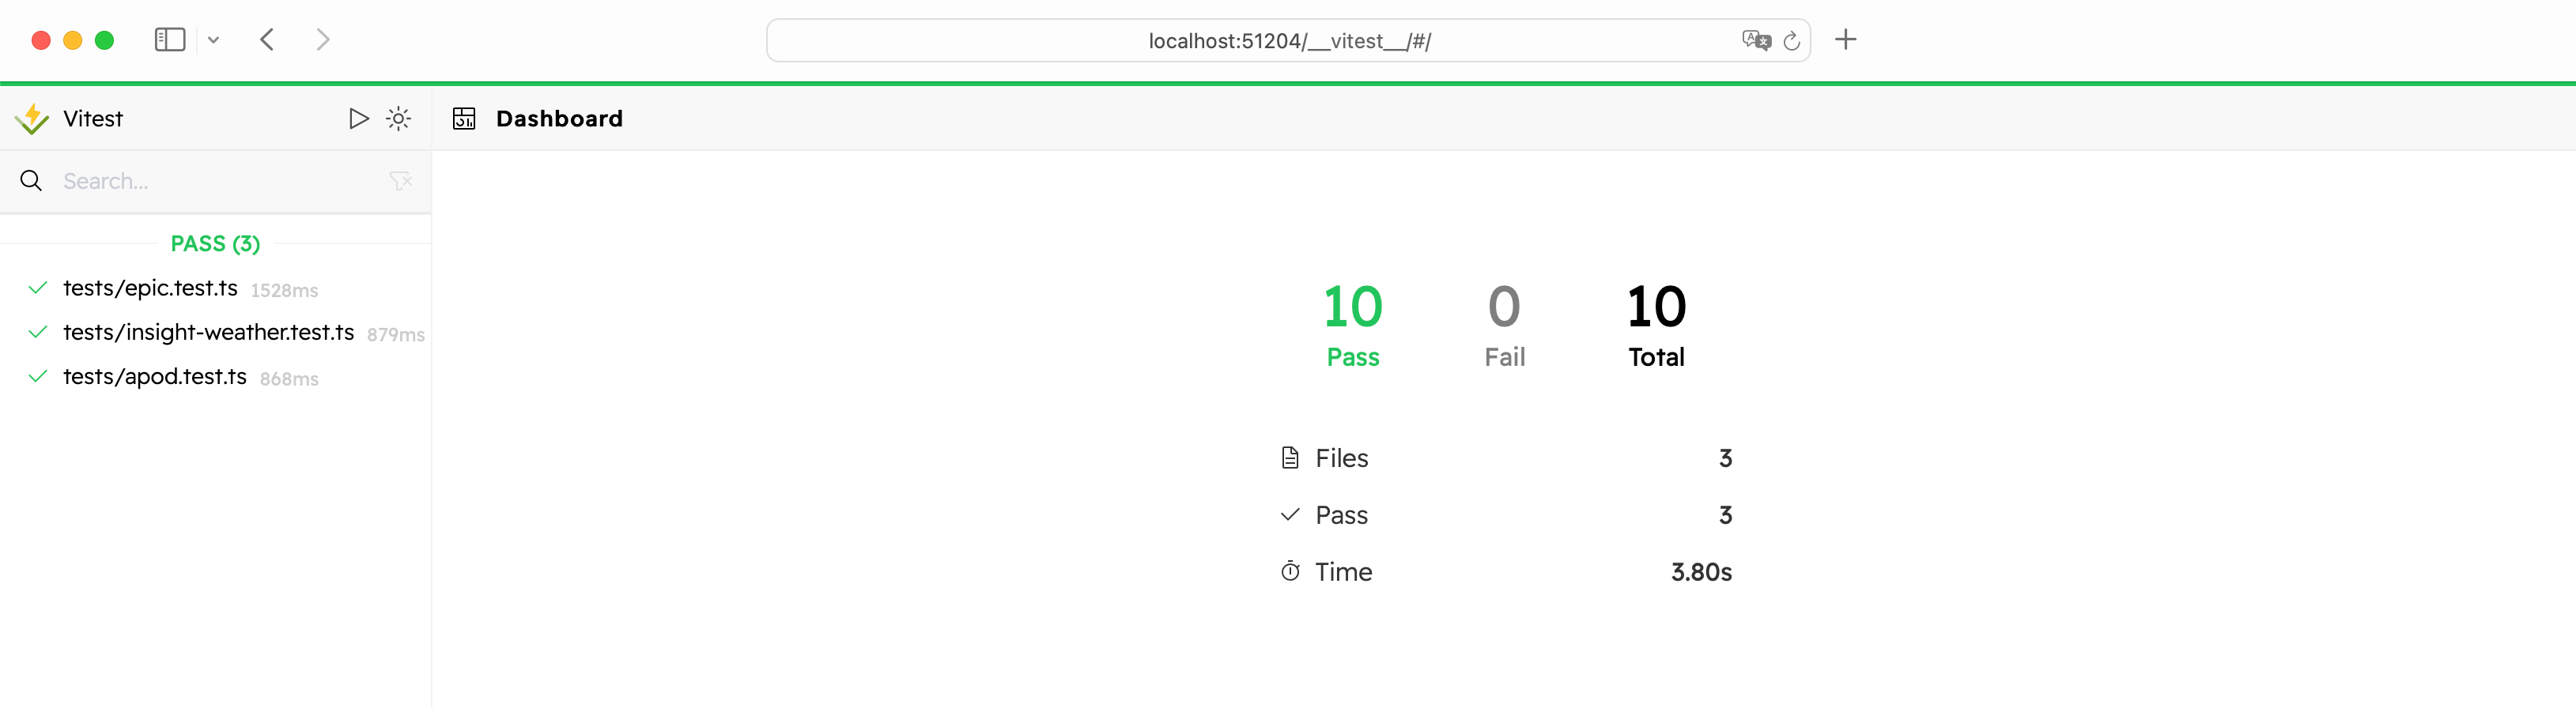 localhost:51204/__vitest__/#/
Vitest
Dashboard
Search...
PASS (3)
tests/epic.test.ts 1528ms
tests/insight-weather.test.ts 879ms
tests/apod.test.ts 868ms
10 0 10
Pass Fail Total
Files 3
Pass 3
Time 3.80s